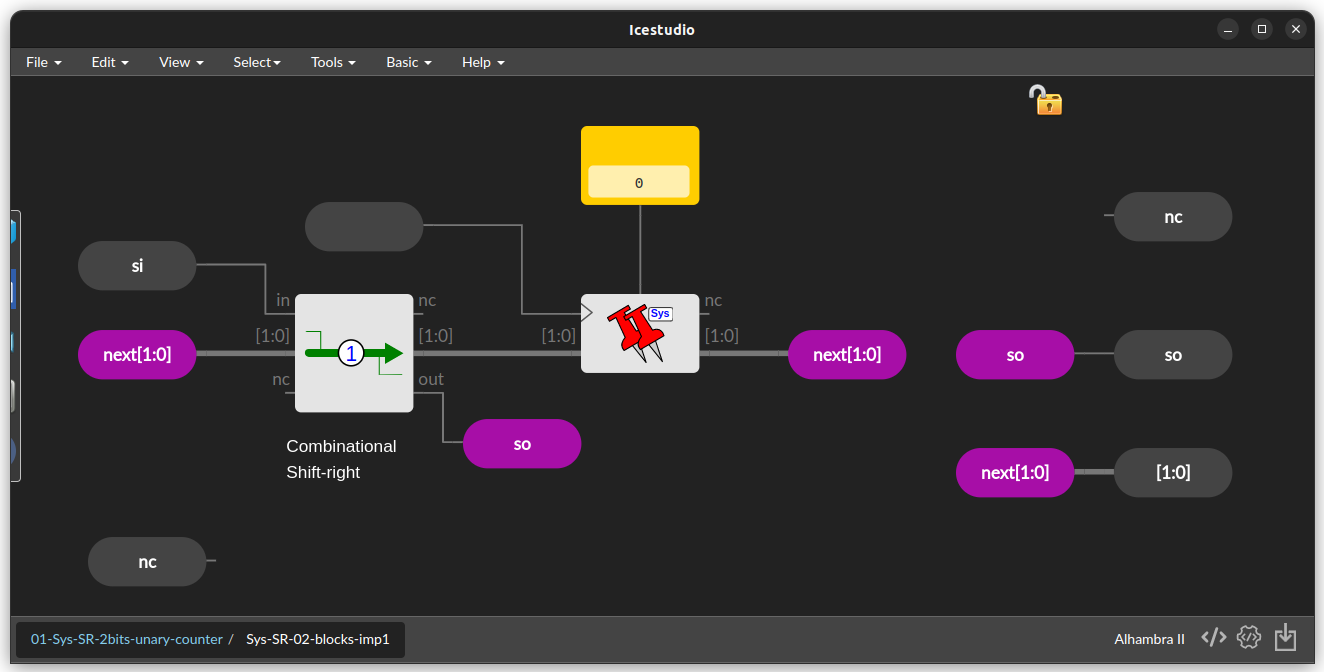 Icestudio
File Edit View Select Tools Basic Help
0
nc
si
in
nc
Sys
nc
[1:0]
[1:0]
[1:0]
[1:0]
next[1:0]
1
next[1:0]
so
so
nc
out
so
Combinational
Shift-right
next[1:0]
[1:0]
nc
01-Sys-SR-2bits-unary-counter / Sys-SR-02-blocks-imp1
Alhambra II